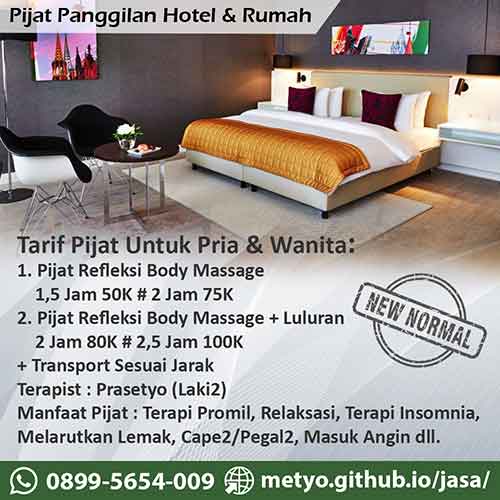 Pijat Panggilan Hotel & Rumah
Tarif Pijat Untuk Pria & Wanita:
1. Pijat Refleksi Body Massage
1,5 Jam 50K # 2 Jam 75K
2. Pijat Refleksi Body Massage + Luluran
2 Jam 80K # 2,5 Jam 100K
+ Transport Sesuai Jarak
Terapist : Prasetyo (Laki2)
Manfaat Pijat : Terapi Promil, Relaksasi, Terapi Insomnia,
Melarutkan Lemak, Cape2/Pegal2, Masuk Angin dll.
NEW NORMAL
0899-5654-009 metyo.github.io/jasa/